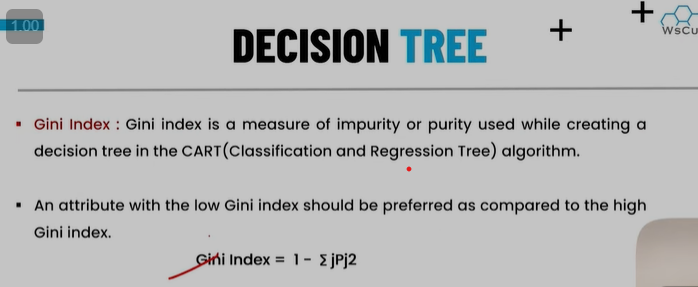 1.00
WsCu
DECISION TREE
▪ Gini Index : Gini index is a measure of impurity or purity used while creating a
decision tree in the CART(Classification and Regression Tree) algorithm.
▪ An attribute with the low Gini index should be preferred as compared to the high
Gini index.
Gini Index = 1 - Σ jPj2